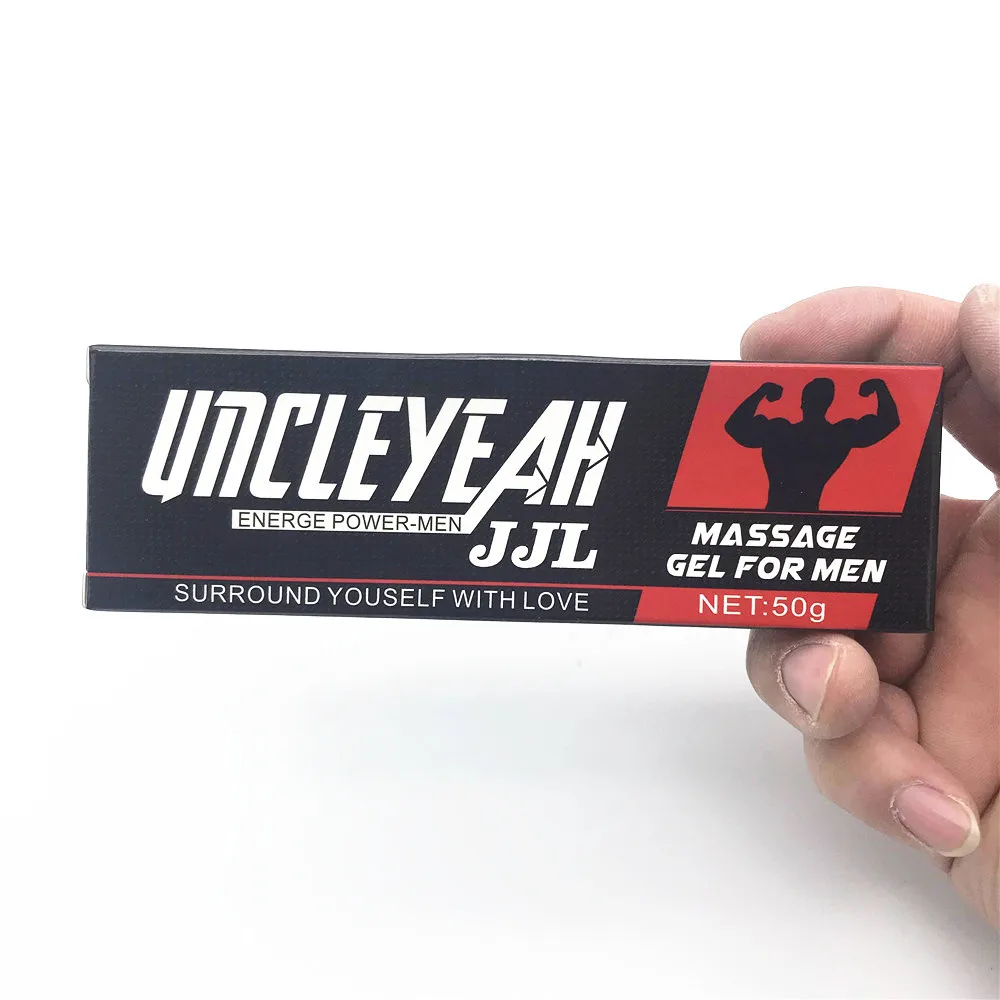 UNCLEYEAH
ENERGE POWER-MEN
JJL
SURROUND YOUSELF WITH LOVE
MASSAGE
GEL FOR MEN
NET:50g